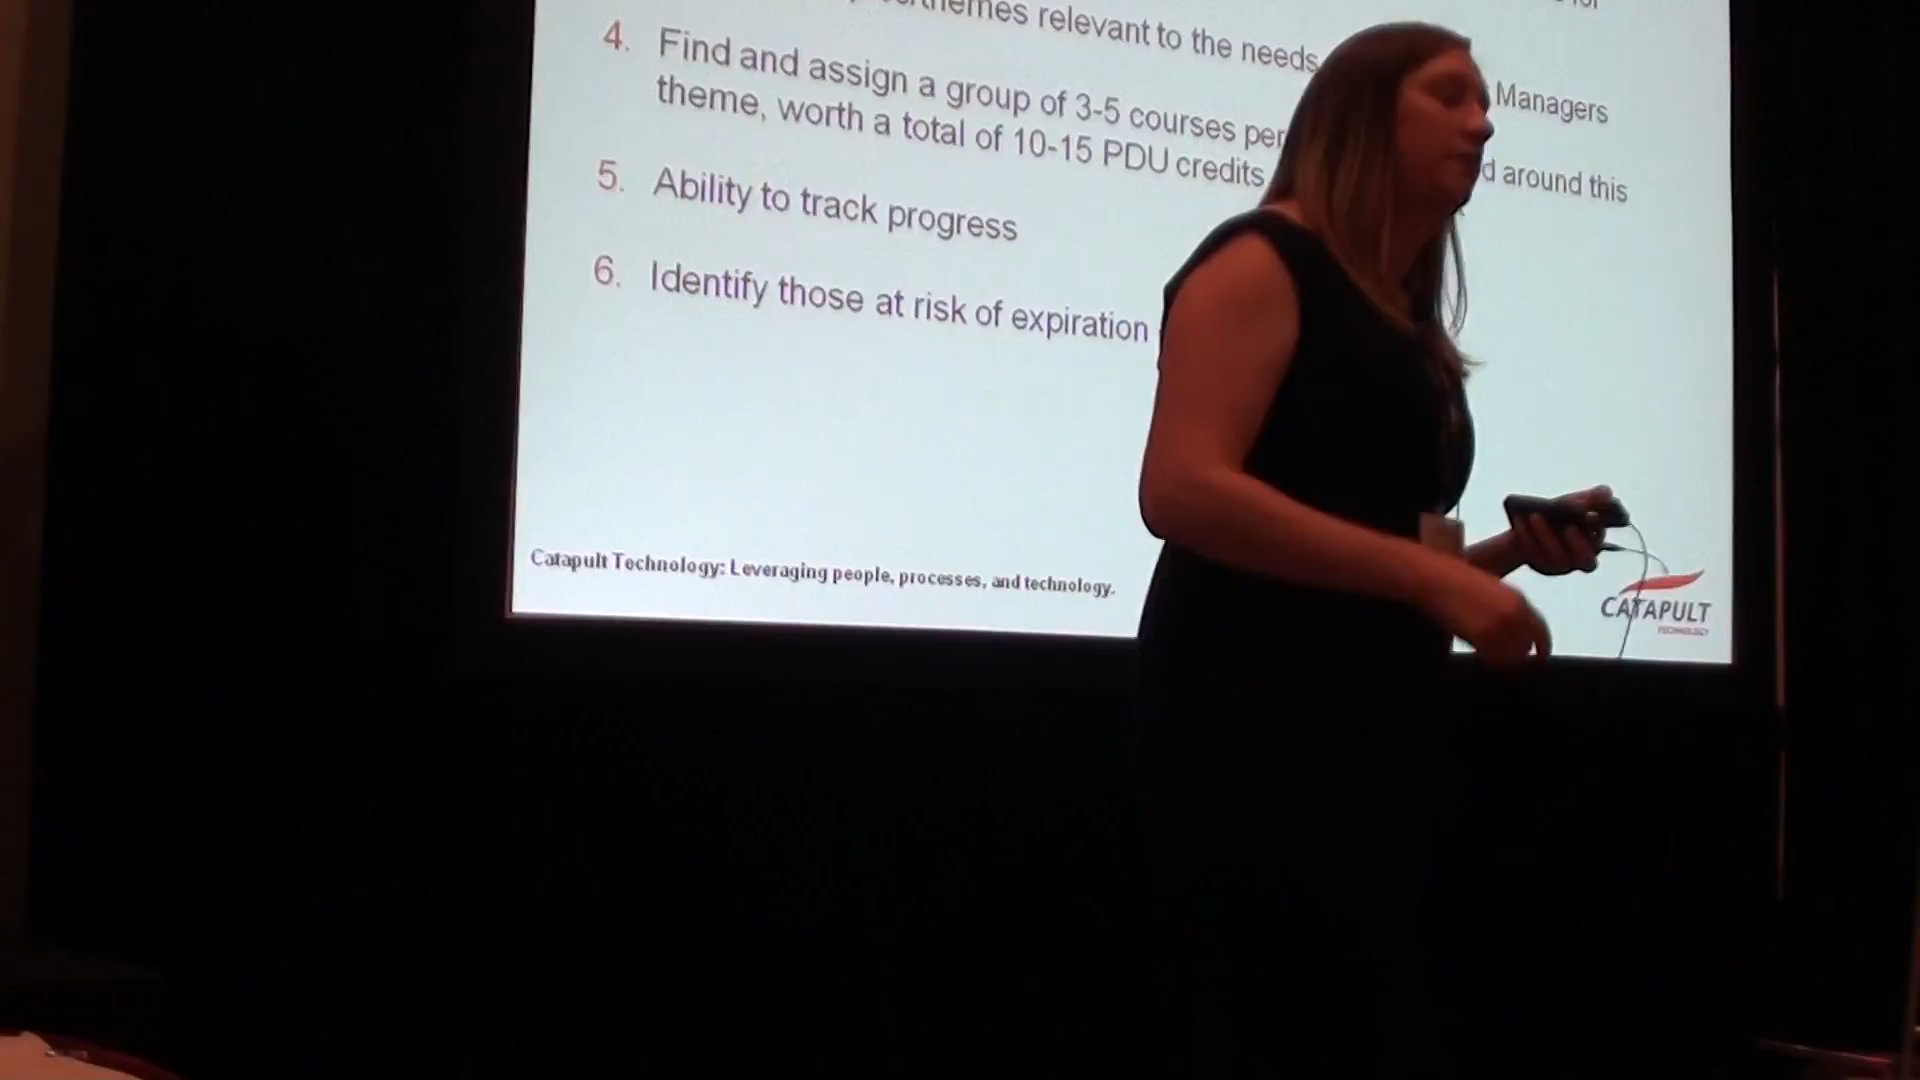 themes relevant to the needs Managers
4. Find and assign a group of 3-5 courses per d around this
theme, worth a total of 10-15 PDU credits
5. Ability to track progress
6. Identify those at risk of expiration
Catapult Technology: Leveraging people, processes, and technology.
CATAPULT
TECHNOLOGY